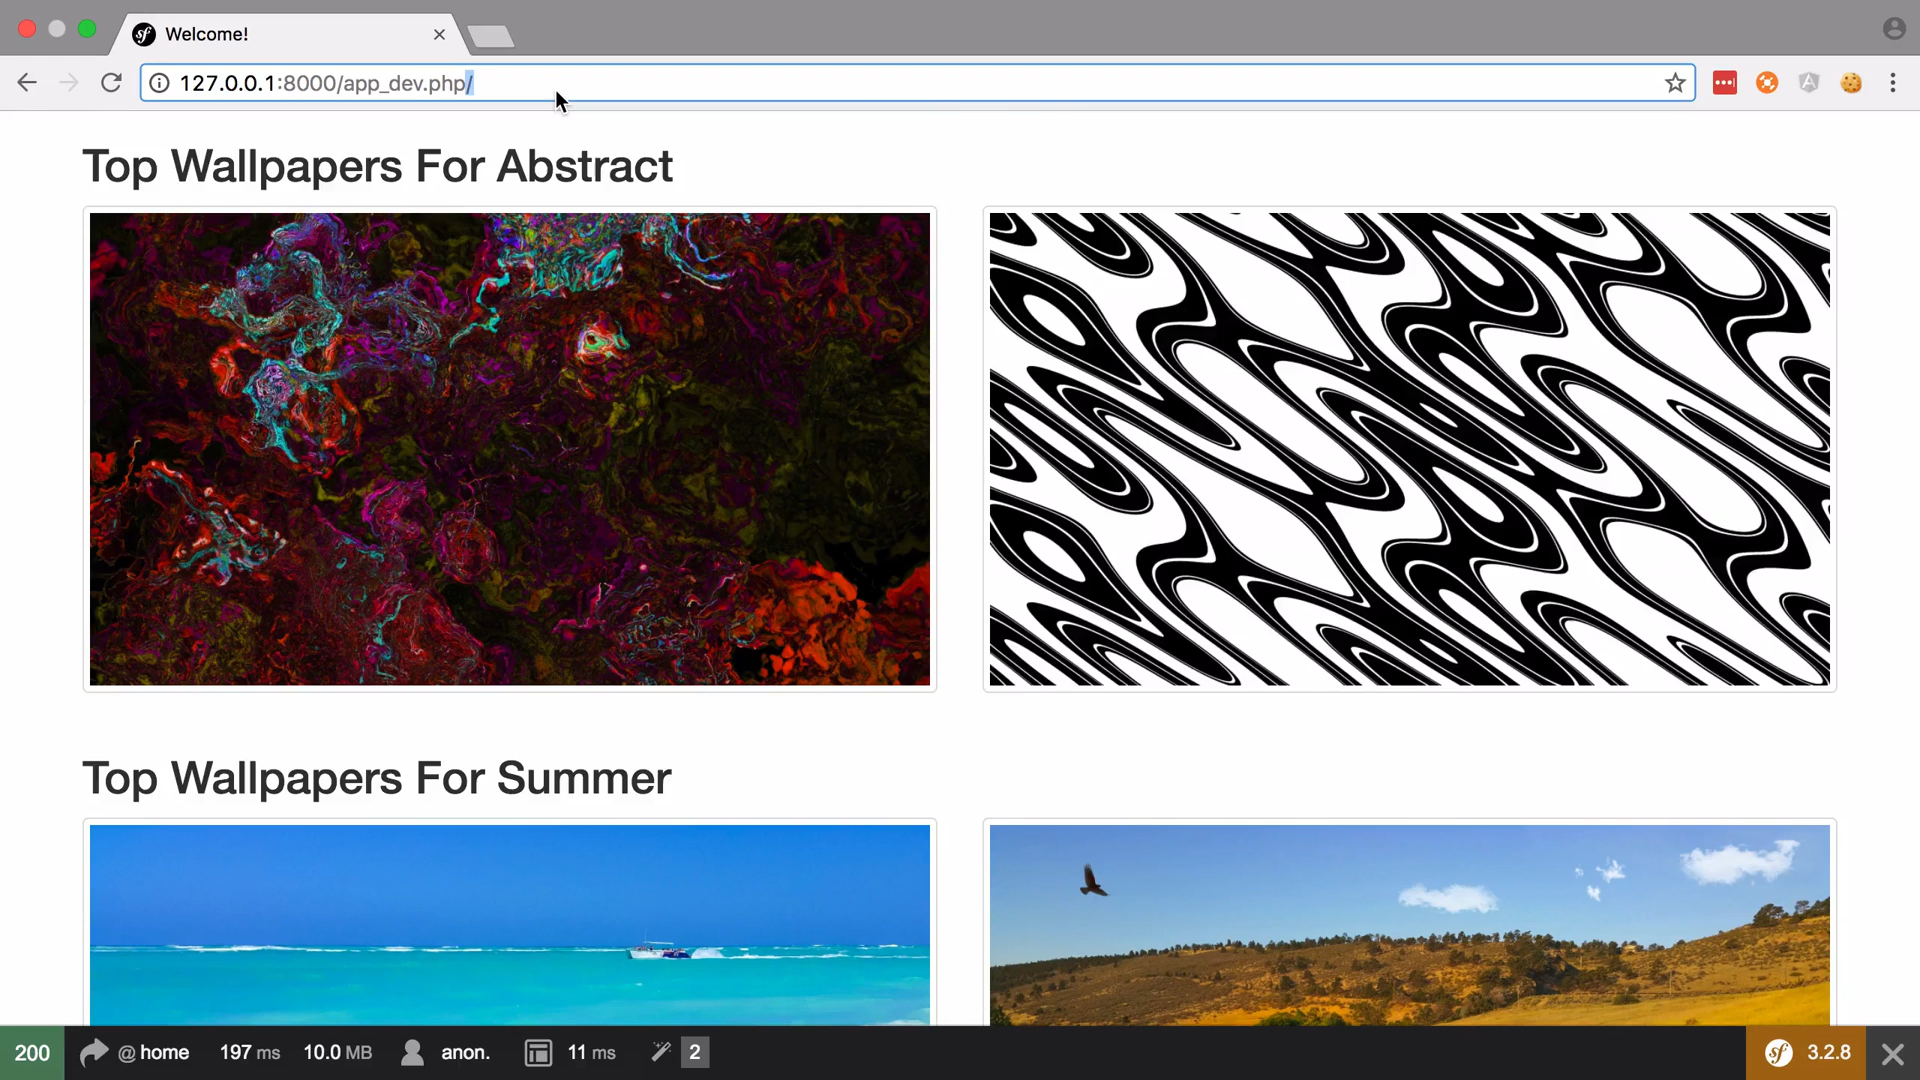 Welcome!
127.0.0.1:8000/app_dev.php/
Top Wallpapers For Abstract
Top Wallpapers For Summer
200 @ home 197 ms 10.0 MB anon. 11 ms 2 sf 3.2.8